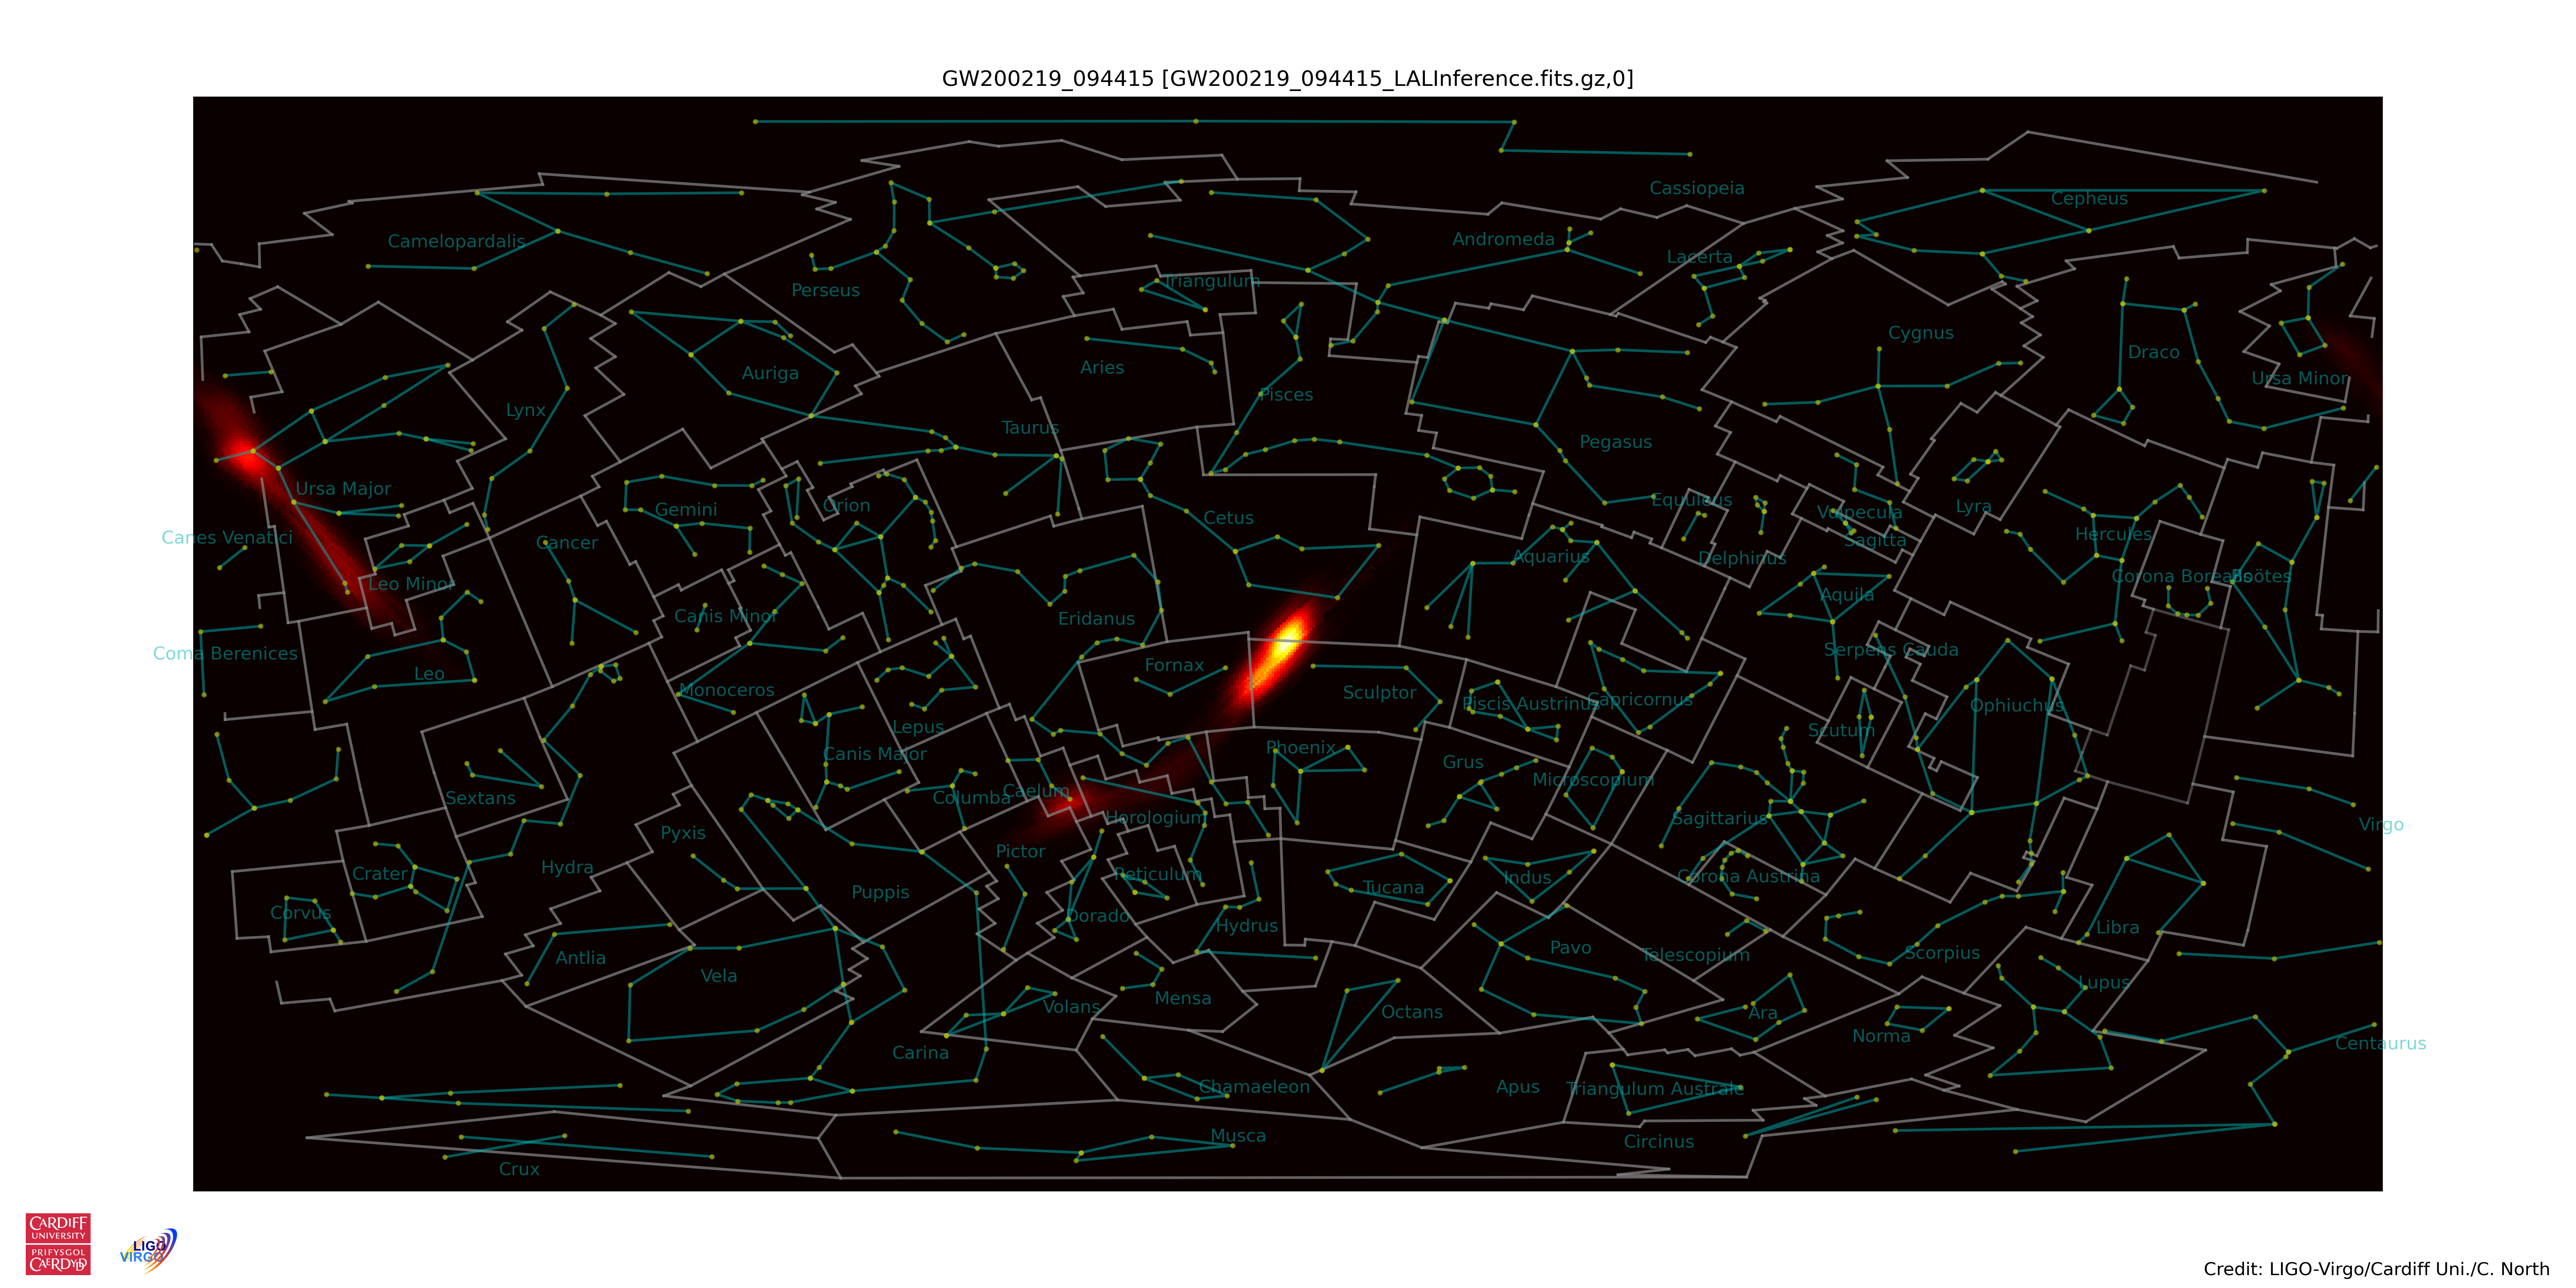 GW200219_094415 [GW200219_094415_LALInference.fits.gz,0]
Cassiopeia
Cepheus
Camelopardalis
Andromeda
Lacerta
Triangulum
Perseus
Cygnus
Draco
Aries
Auriga
Ursa Minor
Pisces
Lynx
Taurus
Pegasus
Ursa Major
Equuleus
Orion
Gemini
Lyra
Vulpecula
Cetus
Hercules
Canes Venatici
Cancer
Sagitta
Aquarius
Delphinus
Corona Borealis
Boötes
Leo Minor
Aquila
Canis Minor
Eridanus
Serpens Cauda
Coma Berenices
Fornax
Leo
Monoceros
Sculptor
Capricornus
Piscis Austrinus
Ophiuchus
Lepus
Scutum
Phoenix
Canis Major
Grus
Microscopium
Caelum
Columba
Sextans
Horologium
Sagittarius
Virgo
Pyxis
Pictor
Hydra
Crater
Reticulum
Corona Austrina
Indus
Tucana
Puppis
Corvus
Dorado
Hydrus
Libra
Pavo
Scorpius
Telescopium
Antlia
Vela
Lupus
Mensa
Volans
Octans
Ara
Norma
Centaurus
Carina
Chamaeleon
Apus
Triangulum Australe
Musca
Circinus
Crux
CARDIFF
UNIVERSITY
PRIFYSGOL
CAERDYDD
LIGO
VIRGO
Credit: LIGO-Virgo/Cardiff Uni./C. North